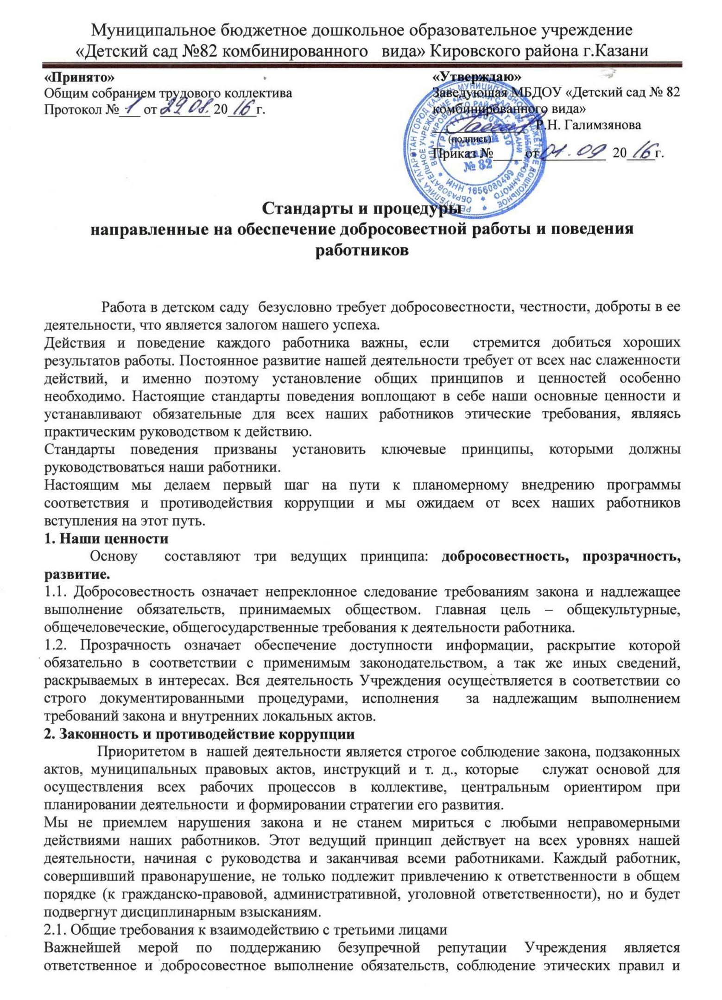 Муниципальное бюджетное дошкольное образовательное учреждение
«Детский сад №82 комбинированного вида» Кировского района г.Казани
«Принято»
Общим собранием трудового коллектива
Протокол № 1 от 29.08. 2016г.
«Утверждаю»
Заведующая МБДОУ «Детский сад № 82
комбинированного вида»
Р.Н. Галимзянова
(подпись)
Приказ №____ от 01.09 2016г.
Детский
сад
№ 82
ИНН 1656080499
Стандарты и процедуры
направленные на обеспечение добросовестной работы и поведения
работников
Работа в детском саду безусловно требует добросовестности, честности, доброты в ее
деятельности, что является залогом нашего успеха.
Действия и поведение каждого работника важны, если стремится добиться хороших
результатов работы. Постоянное развитие нашей деятельности требует от всех нас слаженности
действий, и именно поэтому установление общих принципов и ценностей особенно
необходимо. Настоящие стандарты поведения воплощают в себе наши основные ценности и
устанавливают обязательные для всех наших работников этические требования, являясь
практическим руководством к действию.
Стандарты поведения призваны установить ключевые принципы, которыми должны
руководствоваться наши работники.
Настоящим мы делаем первый шаг на пути к планомерному внедрению программы
соответствия и противодействия коррупции и мы ожидаем от всех наших работников
вступления на этот путь.
1. Наши ценности
Основу составляют три ведущих принципа: добросовестность, прозрачность,
развитие.
1.1. Добросовестность означает непреклонное следование требованиям закона и надлежащее
выполнение обязательств, принимаемых обществом. Главная цель – общекультурные,
общечеловеческие, общегосударственные требования к деятельности работника.
1.2. Прозрачность означает обеспечение доступности информации, раскрытие которой
обязательно в соответствии с применимым законодательством, а так же иных сведений,
раскрываемых в интересах. Вся деятельность Учреждения осуществляется в соответствии со
строго документированными процедурами, исполнения за надлежащим выполнением
требований закона и внутренних локальных актов.
2. Законность и противодействие коррупции
Приоритетом в нашей деятельности является строгое соблюдение закона, подзаконных
актов, муниципальных правовых актов, инструкций и т. д., которые служат основой для
осуществления всех рабочих процессов в коллективе, центральным ориентиром при
планировании деятельности и формировании стратегии его развития.
Мы не приемлем нарушения закона и не станем мириться с любыми неправомерными
действиями наших работников. Этот ведущий принцип действует на всех уровнях нашей
деятельности, начиная с руководства и заканчивая всеми работниками. Каждый работник,
совершивший правонарушение, не только подлежит привлечению к ответственности в общем
порядке (к гражданско-правовой, административной, уголовной ответственности), но и будет
подвергнут дисциплинарным взысканиям.
2.1. Общие требования к взаимодействию с третьими лицами
Важнейшей мерой по поддержанию безупречной репутации Учреждения является
ответственное и добросовестное выполнение обязательств, соблюдение этических правил и